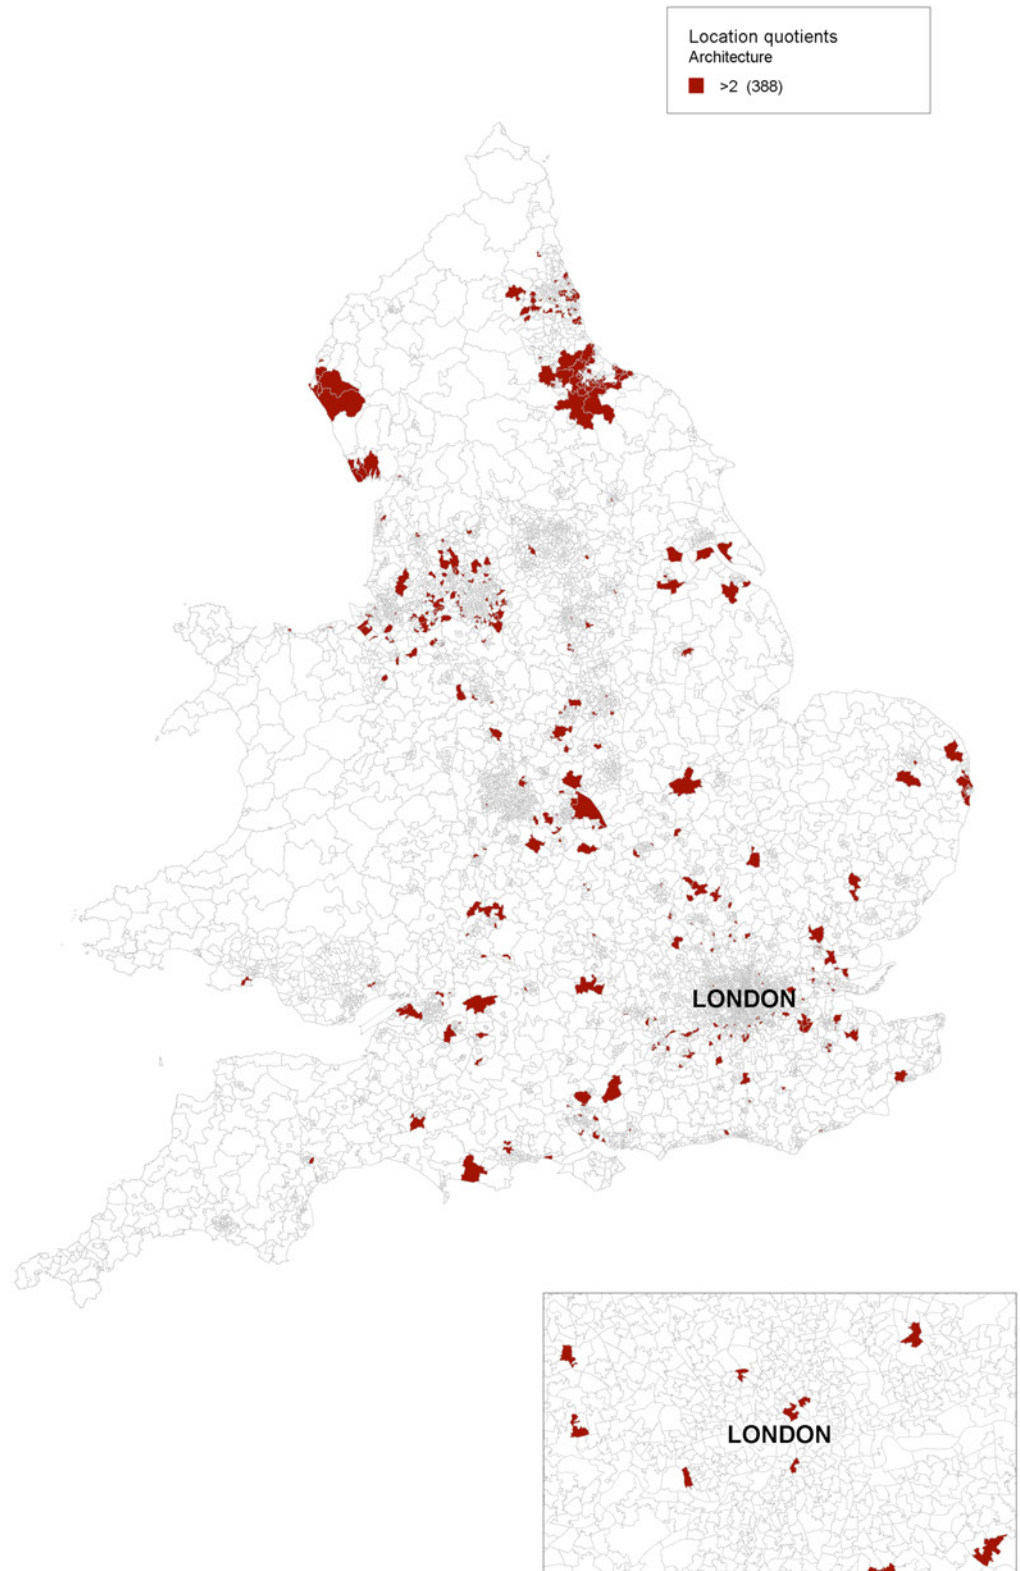 Location quotients
Architecture
>2 (388)
LONDON
LONDON